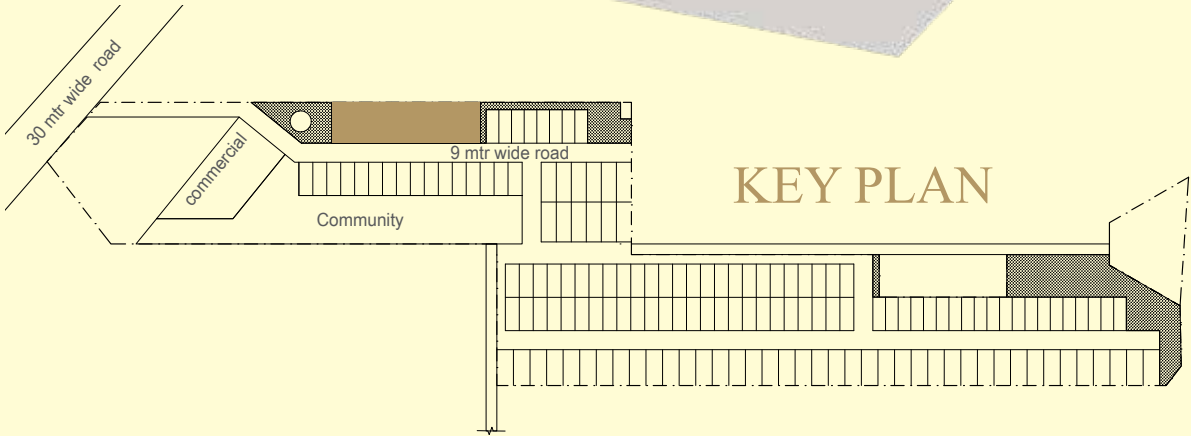 30 mtr wide road
commercial
9 mtr wide road
Community
KEY PLAN